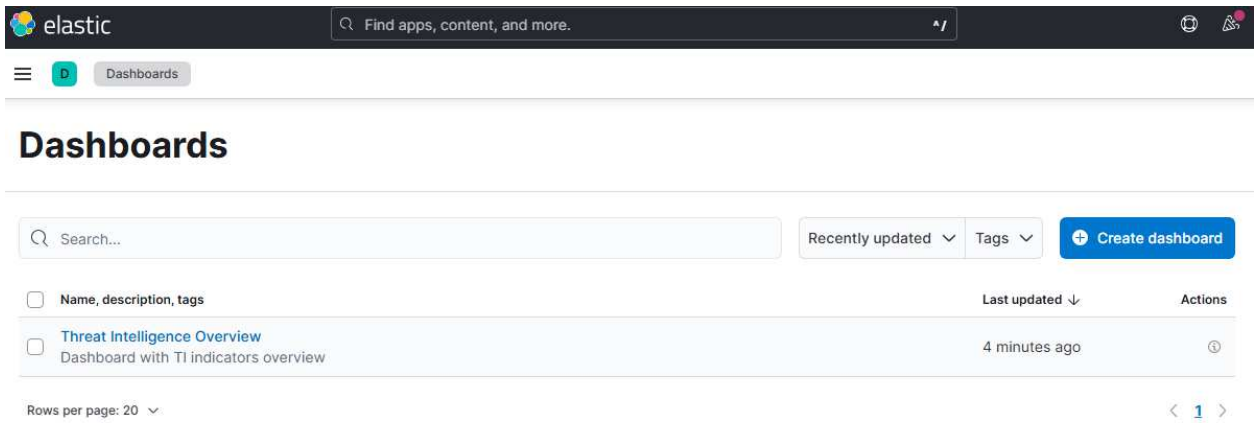 elastic
Find apps, content, and more.
^/
D
Dashboards
Dashboards
Search...
Recently updated
Tags
Create dashboard
Name, description, tags
Last updated ↓
Actions
Threat Intelligence Overview
Dashboard with TI indicators overview
4 minutes ago
Rows per page: 20
< 1 >